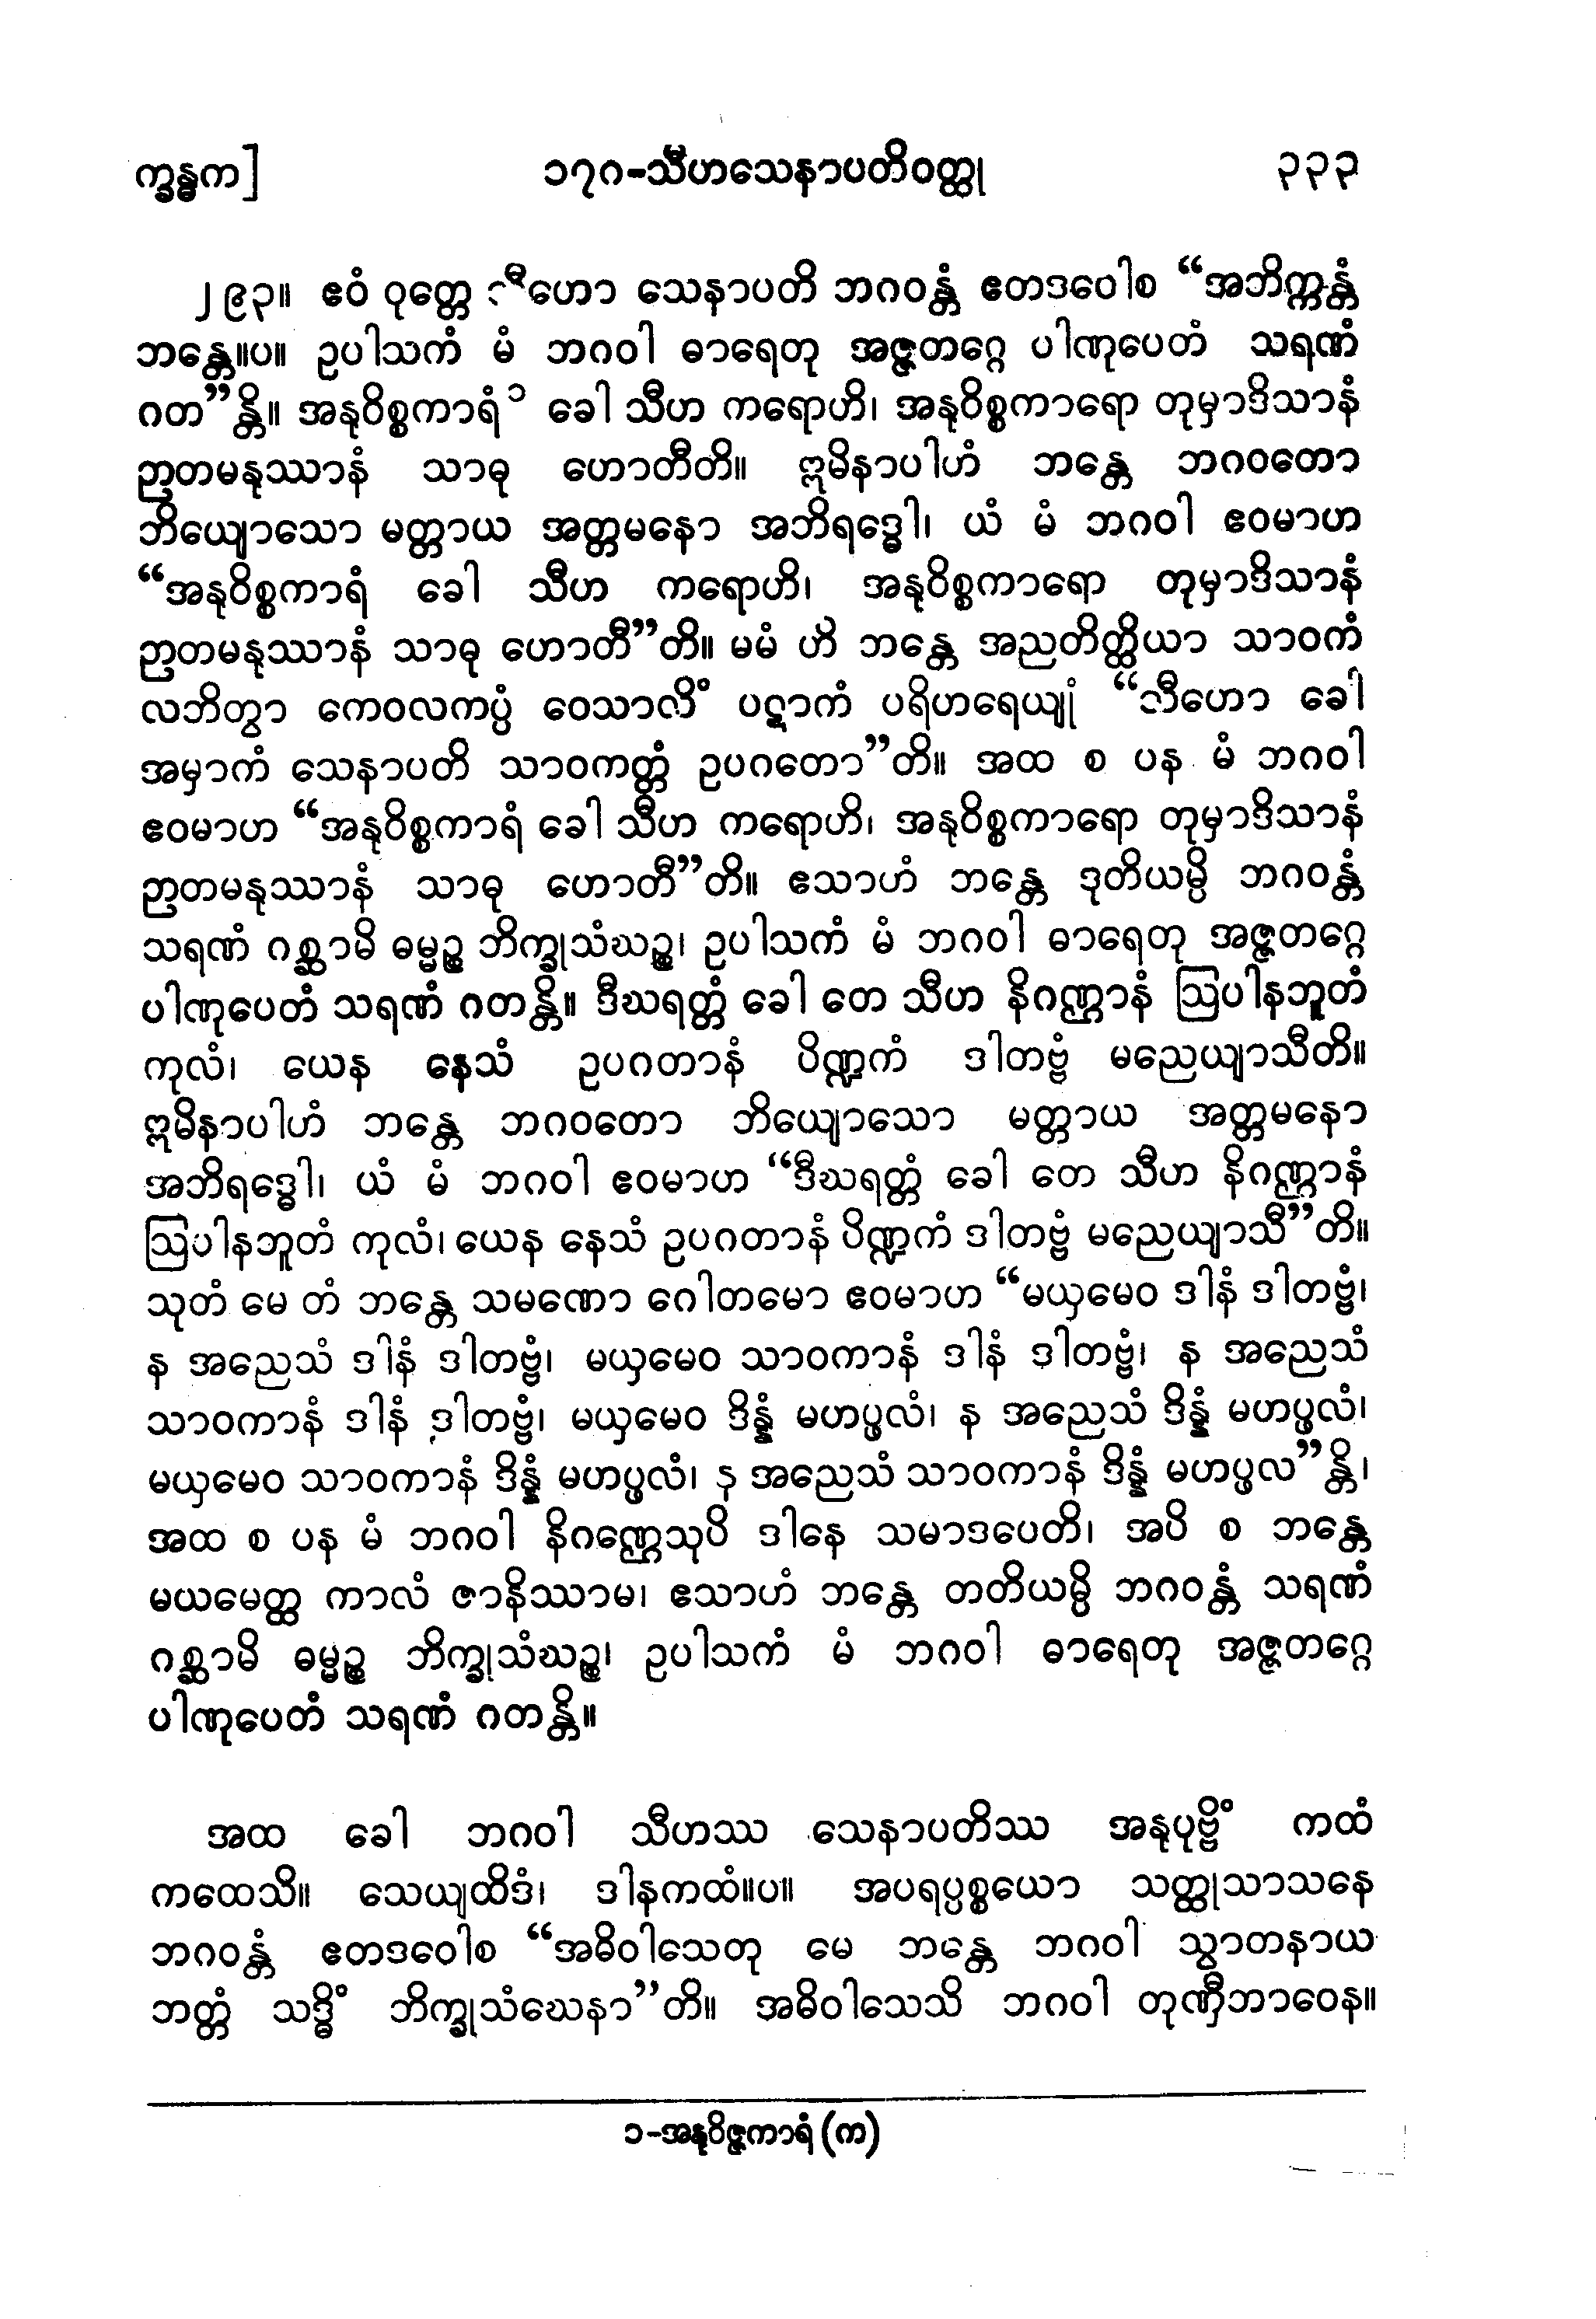 က္ခန္ဓက]
၁၇၈-သီဟသေနာပတိဝတ္ထု
၃၃၃
၂၉၃။ ဧဝံ ဝုတ္တေ သီဟော သေနာပတိ ဘဂဝန္တံ ဧတဒဝေါစ “အဘိက္ကန္တံ
ဘန္တေ။ပ။ ဥပါသကံ မံ ဘဂဝါ ဓာရေတု အဇ္ဇတဂ္ဂေ ပါဏုပေတံ သရဏံ
ဂတ”န္တိ။ အနုဝိစ္စကာရံ ၁ ခေါ သီဟ ကရောဟိ၊ အနုဝိစ္စကာရော တုမှာဒိသာနံ
ဉာတမနုဿာနံ သာဓု ဟောတီတိ။ ဣမိနာပါဟံ ဘန္တေ ဘဂဝတော
ဘိယျောသော မတ္တာယ အတ္တမနော အဘိရဒ္ဓေါ၊ ယံ မံ ဘဂဝါ ဧဝမာဟ
“အနုဝိစ္စကာရံ ခေါ သီဟ ကရောဟိ၊ အနုဝိစ္စကာရော တုမှာဒိသာနံ
ဉာတမနုဿာနံ သာဓု ဟောတီ”တိ။ မမံ ဟိ ဘန္တေ အညတိတ္ထိယာ သာဝကံ
လဘိတွာ ကေဝလကပ္ပံ ဝေသာလိံ ပဋာကံ ပရိဟရေယျုံ “သီဟော ခေါ
အမှာကံ သေနာပတိ သာဝကတ္တံ ဥပဂတော”တိ။ အထ စ ပန မံ ဘဂဝါ
ဧဝမာဟ “အနုဝိစ္စကာရံ ခေါ သီဟ ကရောဟိ၊ အနုဝိစ္စကာရော တုမှာဒိသာနံ
ဉာတမနုဿာနံ သာဓု ဟောတီ”တိ။ ဧသာဟံ ဘန္တေ ဒုတိယမ္ပိ ဘဂဝန္တံ
သရဏံ ဂစ္ဆာမိ ဓမ္မဉ္စ ဘိက္ခုသံဃဉ္စ၊ ဥပါသကံ မံ ဘဂဝါ ဓာရေတု အဇ္ဇတဂ္ဂေ
ပါဏုပေတံ သရဏံ ဂတန္တိ။ ဒီဃရတ္တံ ခေါ တေ သီဟ နိဂဏ္ဌာနံ ဩပါနဘူတံ
ကုလံ၊ ယေန နေသံ ဥပဂတာနံ ပိဏ္ဍကံ ဒါတဗ္ဗံ မညေယျာသီတိ။
ဣမိနာပါဟံ ဘန္တေ ဘဂဝတော ဘိယျောသော မတ္တာယ အတ္တမနော
အဘိရဒ္ဓေါ၊ ယံ မံ ဘဂဝါ ဧဝမာဟ “ဒီဃရတ္တံ ခေါ တေ သီဟ နိဂဏ္ဌာနံ
ဩပါနဘူတံ ကုလံ၊ ယေန နေသံ ဥပဂတာနံ ပိဏ္ဍကံ ဒါတဗ္ဗံ မညေယျာသီ”တိ။
သုတံ မေ တံ ဘန္တေ သမဏော ဂေါတမော ဧဝမာဟ “မယှမေဝ ဒါနံ ဒါတဗ္ဗံ၊
န အညေသံ ဒါနံ ဒါတဗ္ဗံ၊ မယှမေဝ သာဝကာနံ ဒါနံ ဒါတဗ္ဗံ၊ န အညေသံ
သာဝကာနံ ဒါနံ ဒါတဗ္ဗံ၊ မယှမေဝ ဒိန္နံ မဟပ္ဖလံ၊ န အညေသံ ဒိန္နံ မဟပ္ဖလံ၊
မယှမေဝ သာဝကာနံ ဒိန္နံ မဟပ္ဖလံ၊ န အညေသံ သာဝကာနံ ဒိန္နံ မဟပ္ဖလ”န္တိ၊
အထ စ ပန မံ ဘဂဝါ နိဂဏ္ဌေသုပိ ဒါနေ သမာဒပေတိ၊ အပိ စ ဘန္တေ
မယမေတ္ထ ကာလံ ဇာနိဿာမ၊ ဧသာဟံ ဘန္တေ တတိယမ္ပိ ဘဂဝန္တံ သရဏံ
ဂစ္ဆာမိ ဓမ္မဉ္စ ဘိက္ခုသံဃဉ္စ၊ ဥပါသကံ မံ ဘဂဝါ ဓာရေတု အဇ္ဇတဂ္ဂေ
ပါဏုပေတံ သရဏံ ဂတန္တိ။
အထ ခေါ ဘဂဝါ သီဟဿ သေနာပတိဿ အနုပုဗ္ဗိံ ကထံ
ကထေသိ။ သေယျထိဒံ၊ ဒါနကထံ။ပ။ အပရပ္ပစ္စယော သတ္ထုသာသနေ
ဘဂဝန္တံ ဧတဒဝေါစ “အဓိဝါသေတု မေ ဘန္တေ ဘဂဝါ သွာတနာယ
ဘတ္တံ သဒ္ဓိံ ဘိက္ခုသံဃေနာ”တိ။ အဓိဝါသေသိ ဘဂဝါ တုဏှီဘာဝေန။
၁-အနုဝိဇ္ဇကာရံ (က)